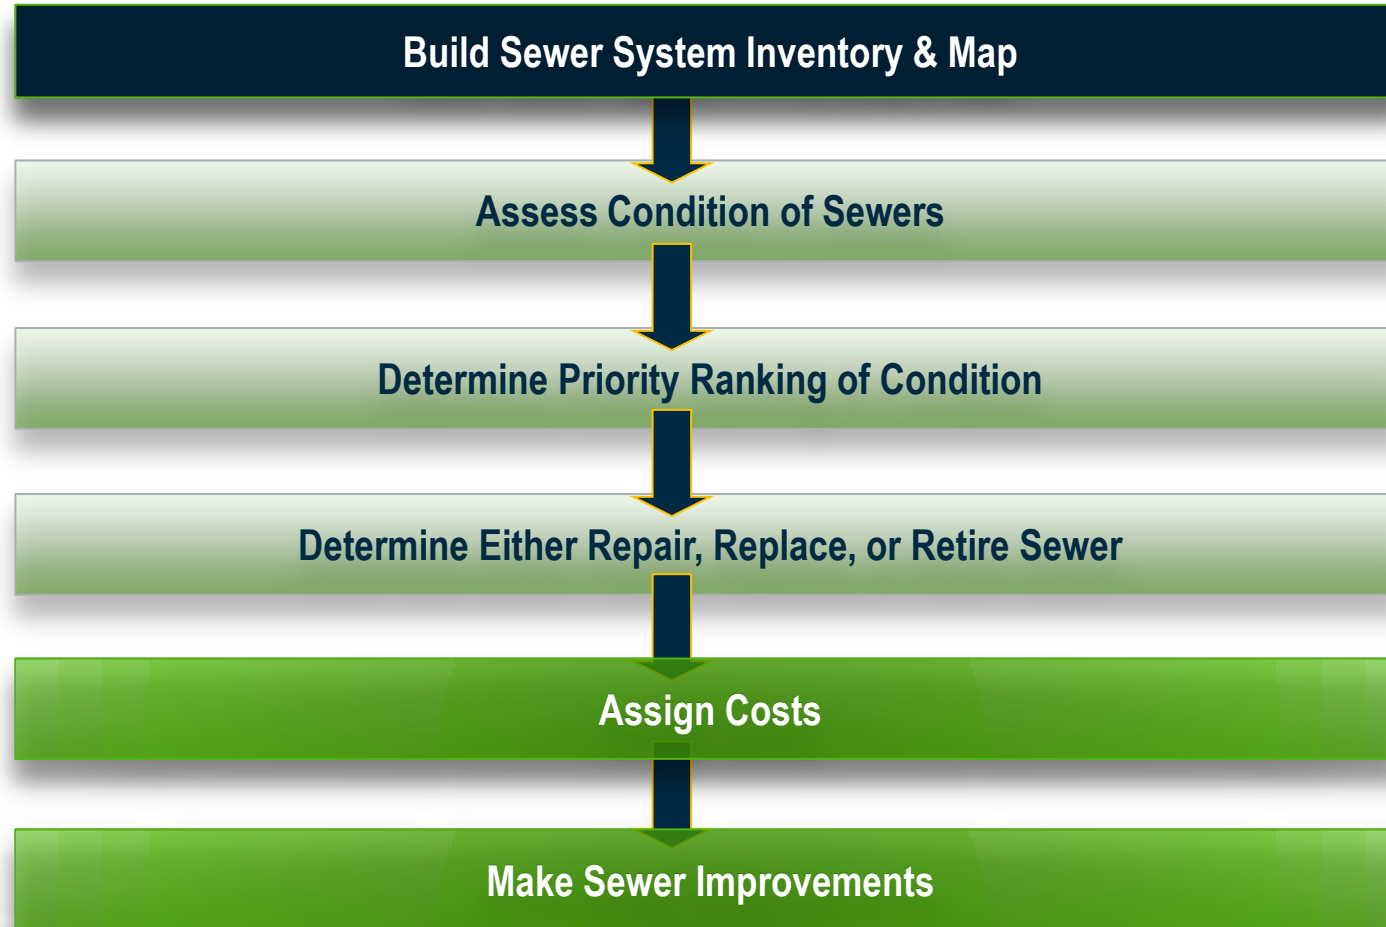 Build Sewer System Inventory & Map
Assess Condition of Sewers
Determine Priority Ranking of Condition
Determine Either Repair, Replace, or Retire Sewer
Assign Costs
Make Sewer Improvements